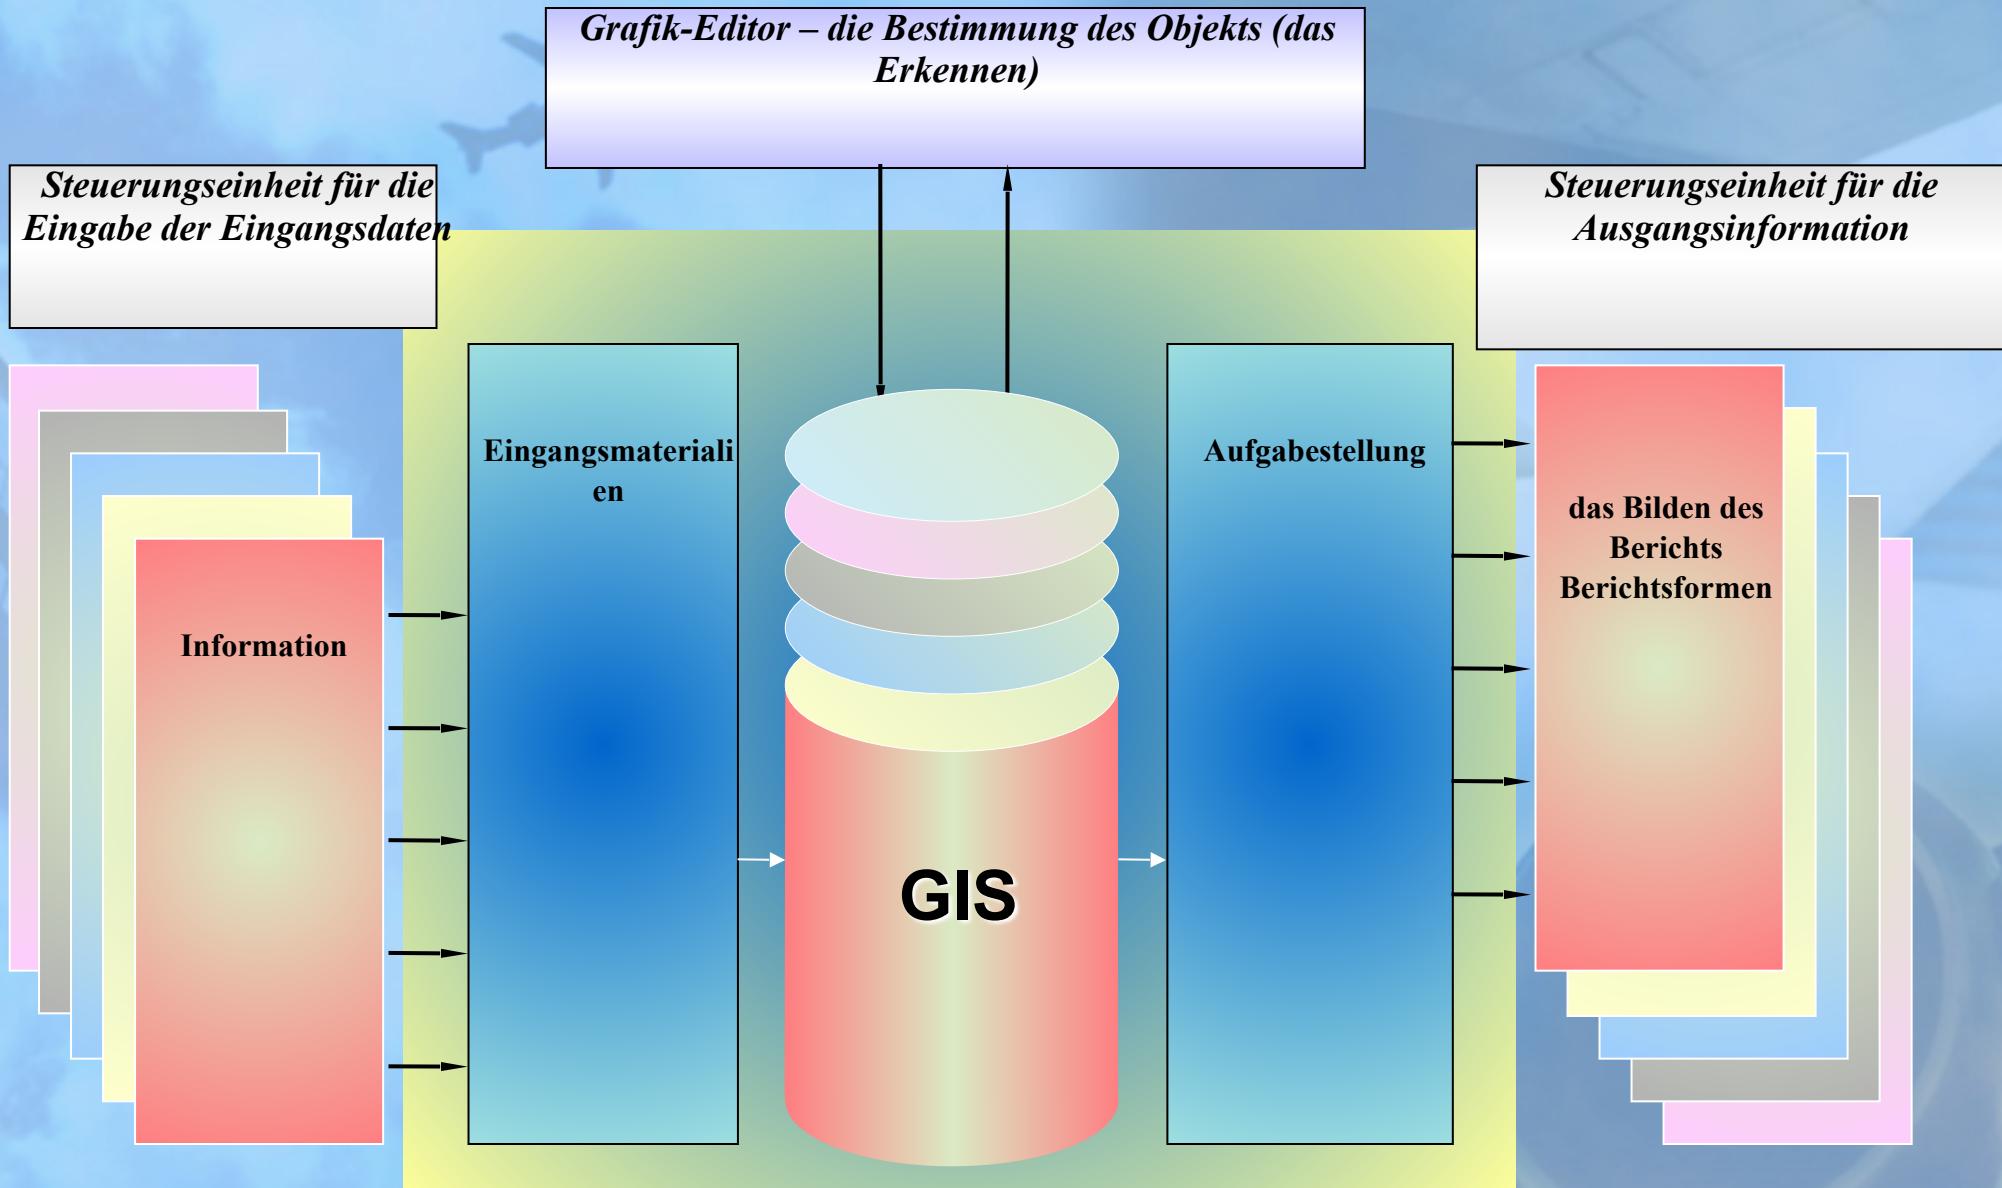 Grafik-Editor – die Bestimmung des Objekts (das
Erkennen)
Steuerungseinheit für die
Eingabe der Eingangsdaten
Steuerungseinheit für die
Ausgangsinformation
Eingangsmateriali
en
Aufgabestellung
das Bilden des
Berichts
Berichtsformen
Information
GIS